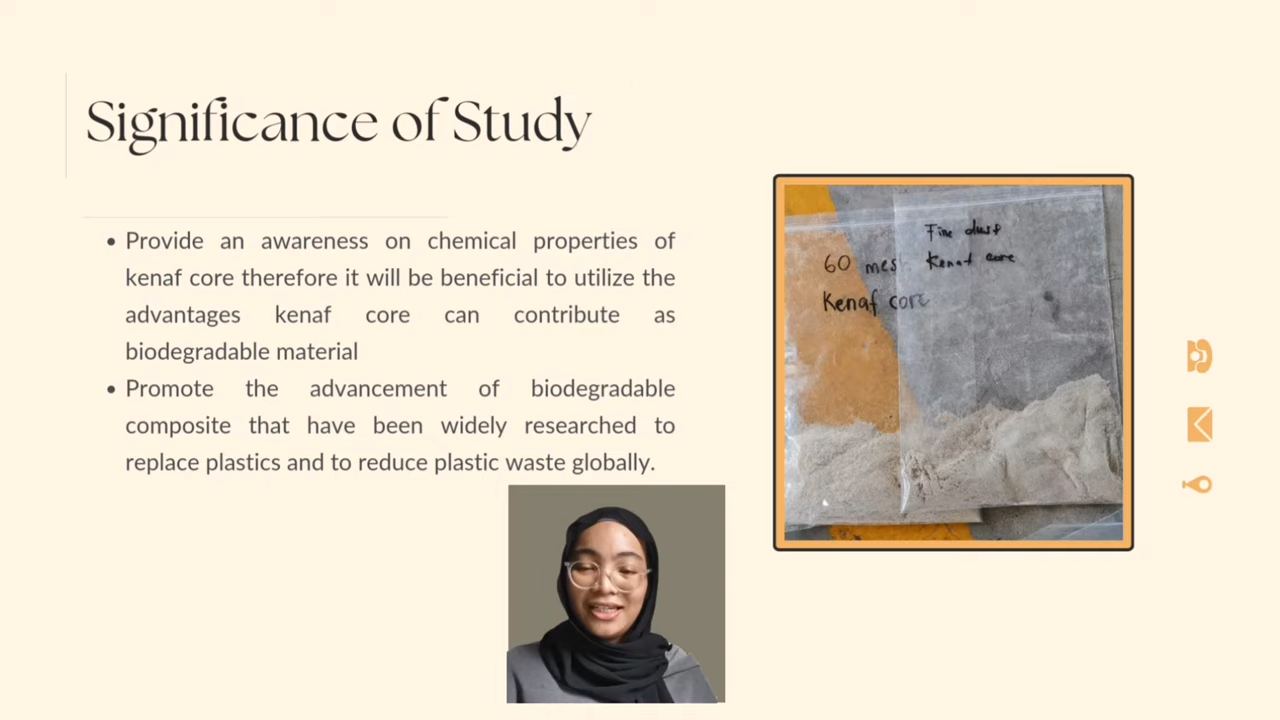 Significance of Study
• Provide an awareness on chemical properties of
kenaf core therefore it will be beneficial to utilize the
advantages kenaf core can contribute as
biodegradable material
• Promote the advancement of biodegradable
composite that have been widely researched to
replace plastics and to reduce plastic waste globally.
Fine dust
Kenaf core
60 mesh
Kenaf core